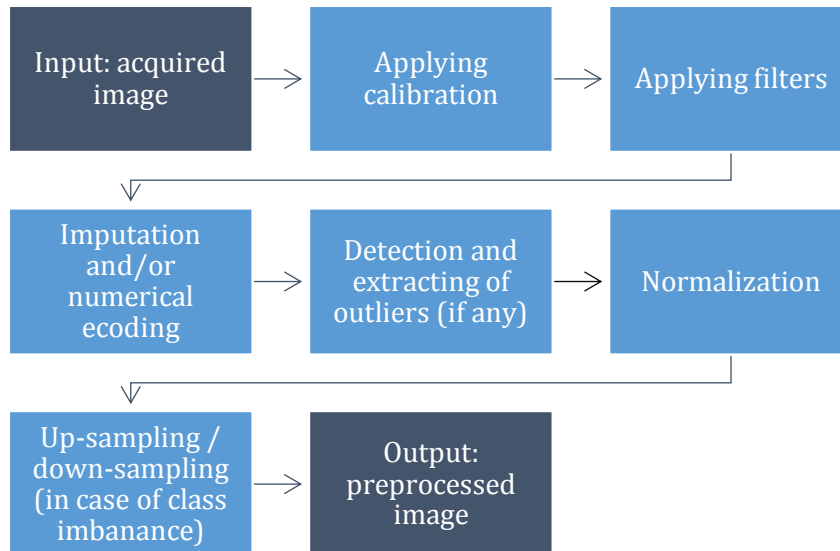 Input: acquired
image
Applying
calibration
Applying filters
Imputation
and/or
numerical
ecoding
Detection and
extracting of
outliers (if any)
Normalization
Up-sampling /
down-sampling
(in case of class
imbanance)
Output:
preprocessed
image